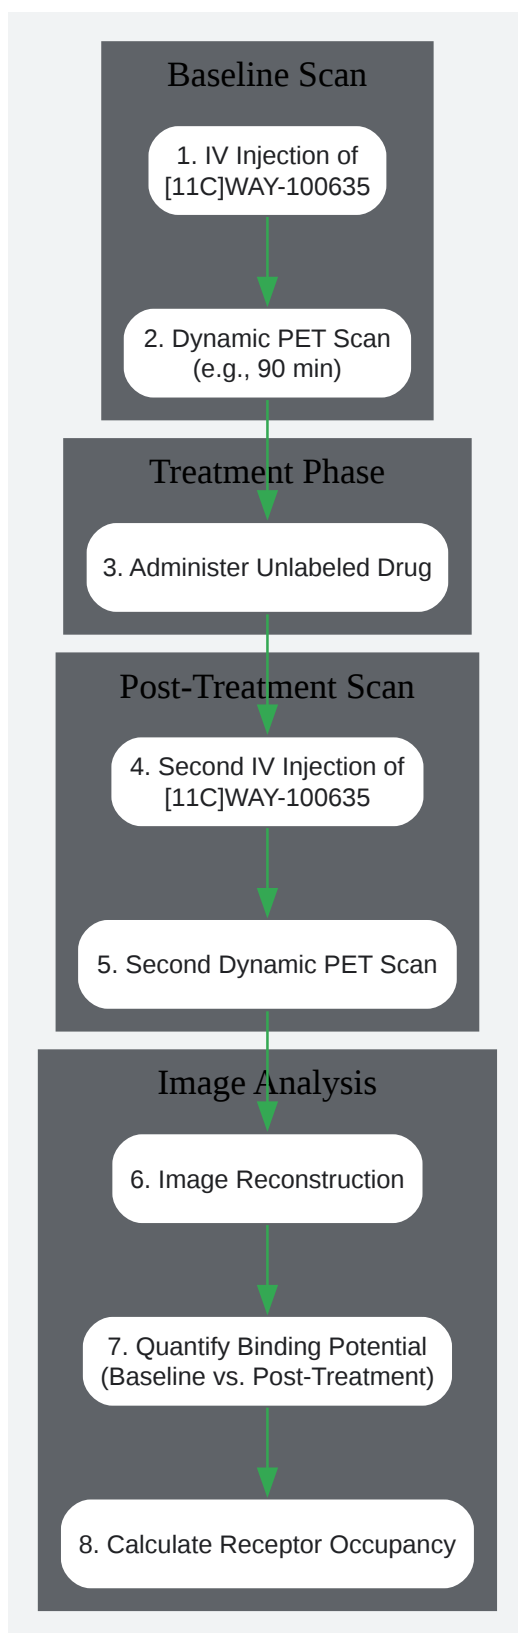 Baseline Scan
1. IV Injection of
[11C]WAY-100635
2. Dynamic PET Scan
(e.g., 90 min)
Treatment Phase
3. Administer Unlabeled Drug
Post-Treatment Scan
4. Second IV Injection of
[11C]WAY-100635
5. Second Dynamic PET Scan
Image Analysis
6. Image Reconstruction
7. Quantify Binding Potential
(Baseline vs. Post-Treatment)
8. Calculate Receptor Occupancy